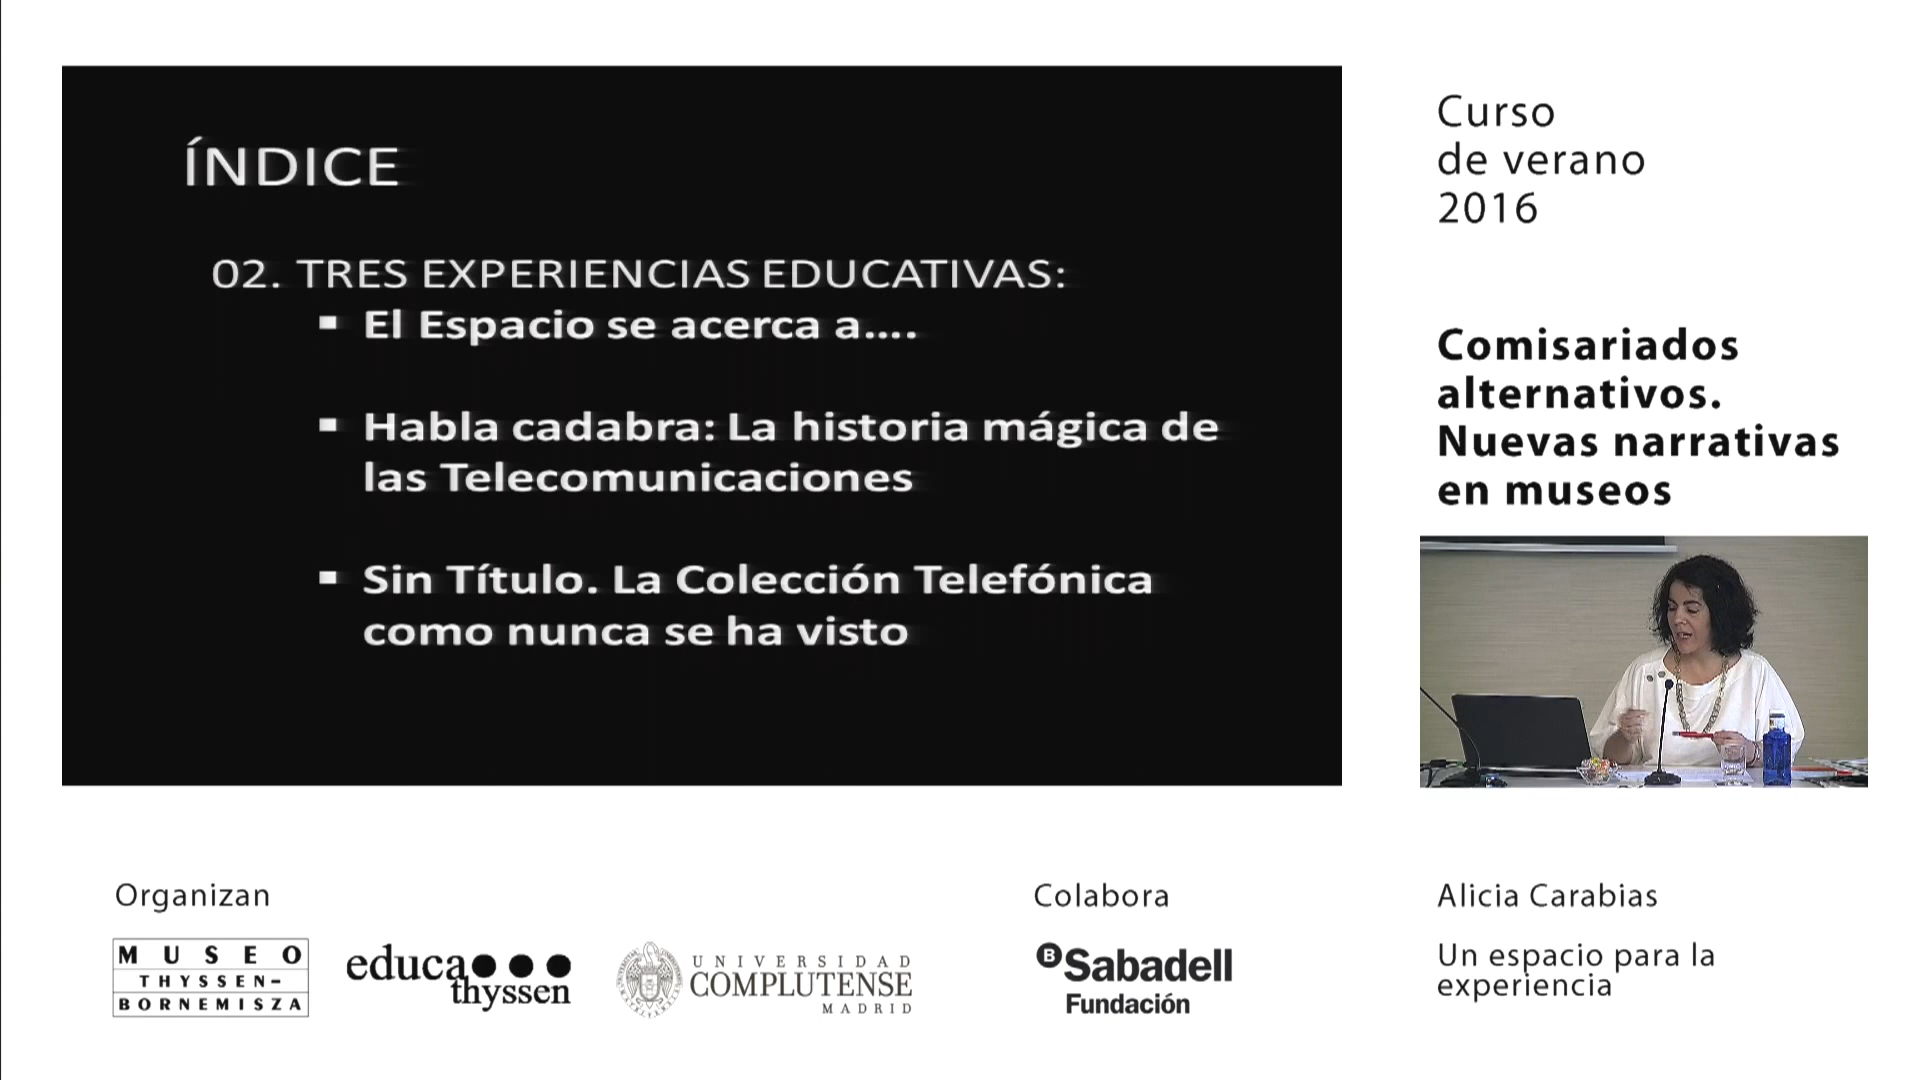 ÍNDICE
02. TRES EXPERIENCIAS EDUCATIVAS:
▪ El Espacio se acerca a....
▪ Habla cadabra: La historia mágica de
las Telecomunicaciones
▪ Sin Título. La Colección Telefónica
como nunca se ha visto
Curso
de verano
2016
Comisariados
alternativos.
Nuevas narrativas
en museos
Organizan
MUSEO
THYSSEN-
BORNEMISZA
educa
thyssen
UNIVERSIDAD
COMPLUTENSE
MADRID
Colabora
B Sabadell
Fundación
Alicia Carabias
Un espacio para la
experiencia